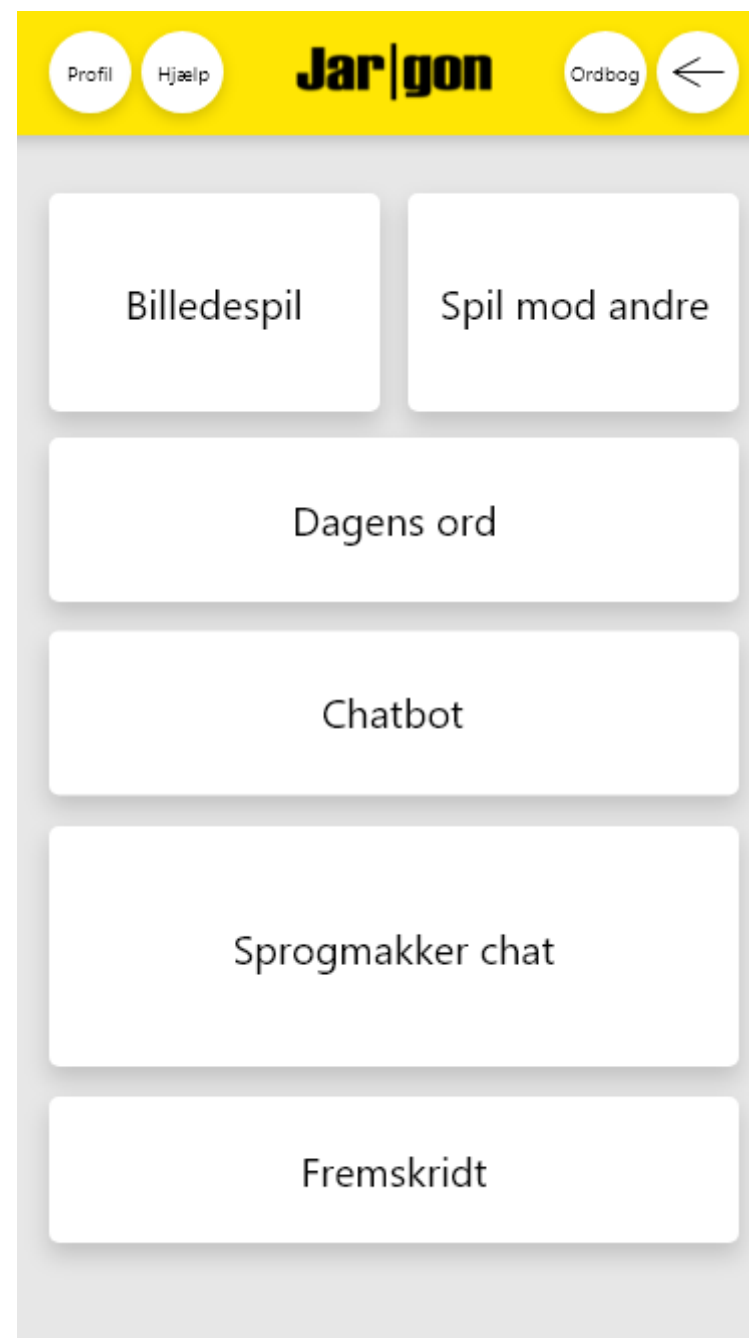 Profil
Hjælp
Jar|gon
Ordbog
Billedespil
Spil mod andre
Dagens ord
Chatbot
Sprogmakker chat
Fremskridt